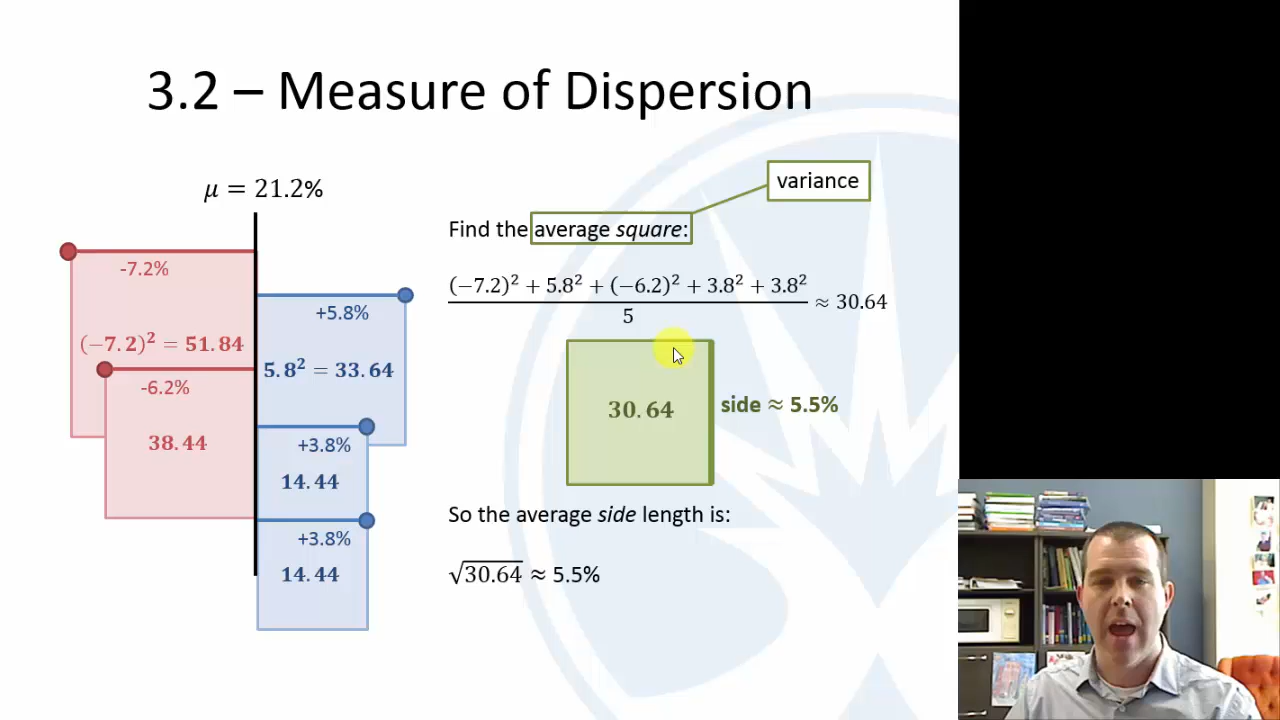 3.2 – Measure of Dispersion
μ = 21.2%
-7.2%
(−7.2)² = 51.84
-6.2%
38.44
+5.8%
5.8² = 33.64
+3.8%
14.44
+3.8%
14.44
variance
Find the average square:
(−7.2)² + 5.8² + (−6.2)² + 3.8² + 3.8²
5
≈ 30.64
30.64
side ≈ 5.5%
So the average side length is:
√30.64 ≈ 5.5%